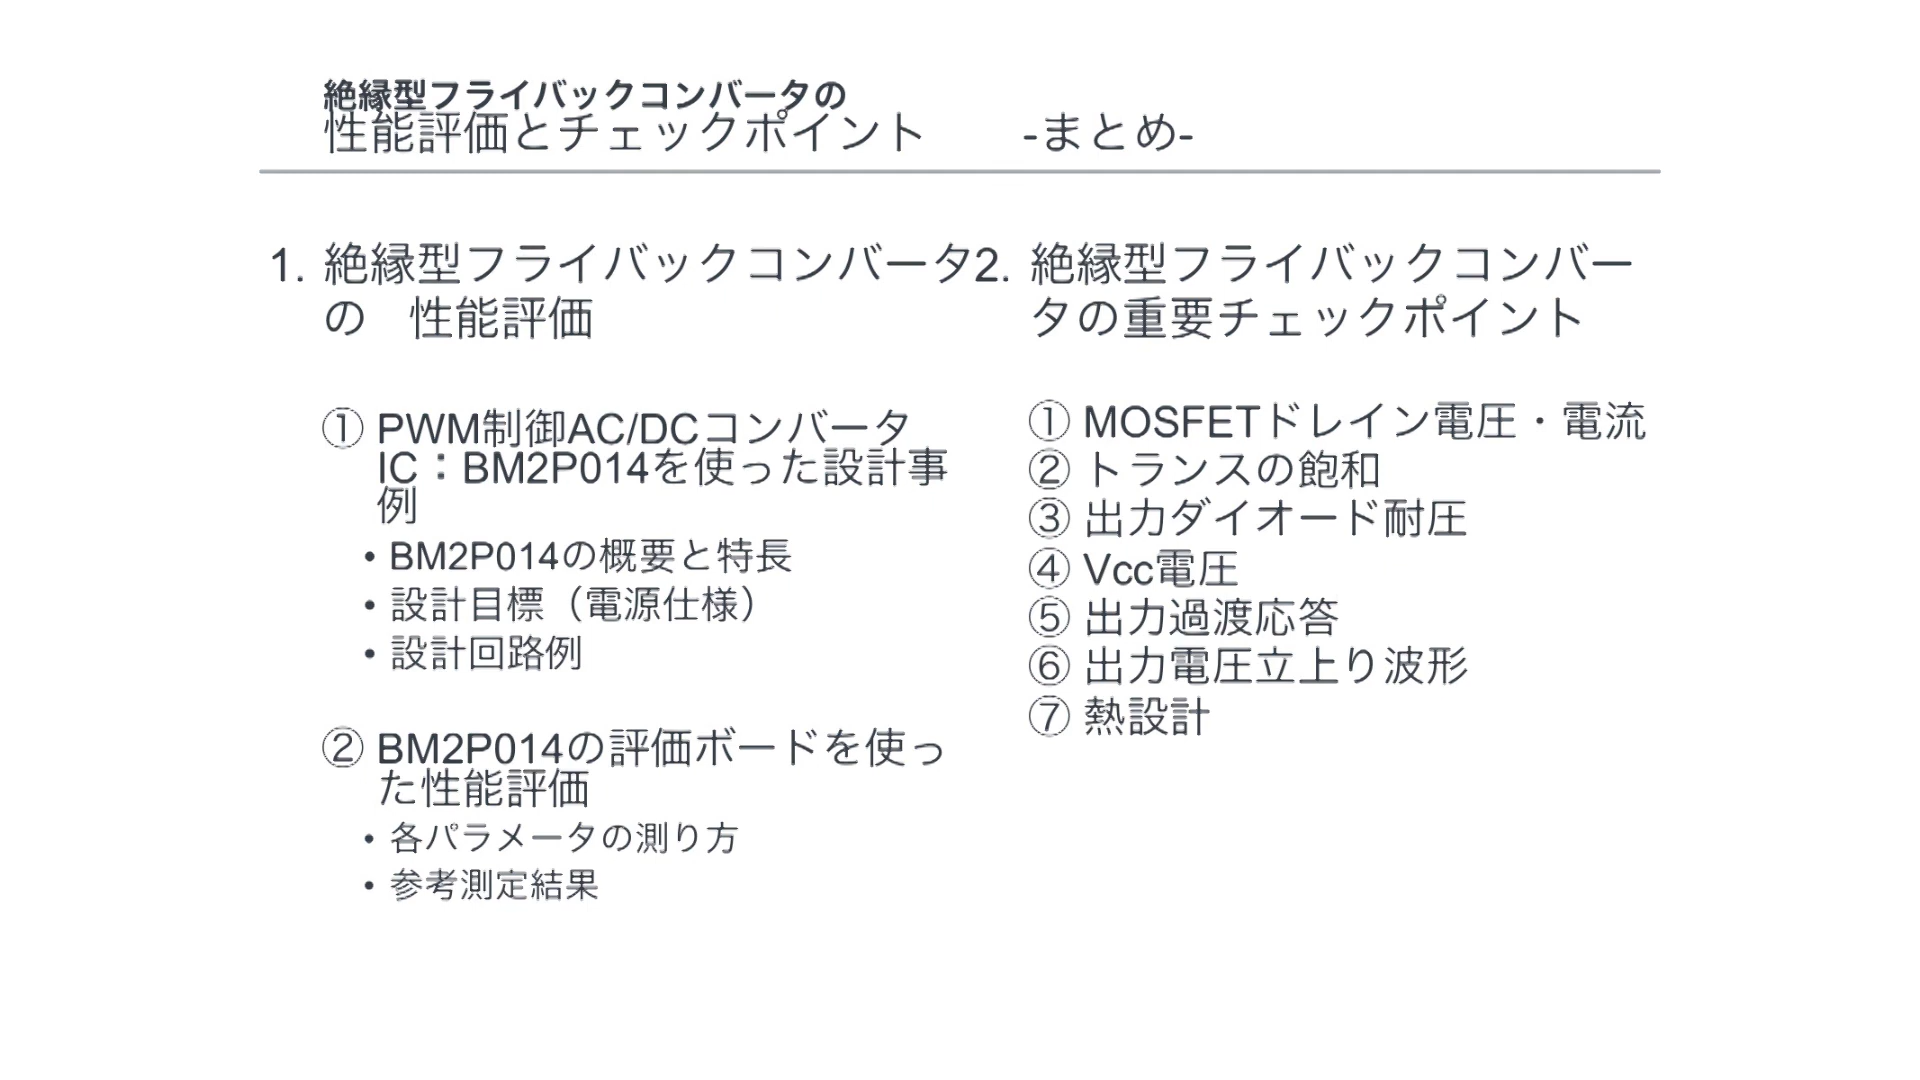 絶縁型フライバックコンバータの
性能評価とチェックポイント　　-まとめ-
1. 絶縁型フライバックコンバータ
の　性能評価
① PWM制御AC/DCコンバータ
IC：BM2P014を使った設計事
例
• BM2P014の概要と特長
• 設計目標（電源仕様）
• 設計回路例
② BM2P014の評価ボードを使っ
た性能評価
• 各パラメータの測り方
• 参考測定結果
2. 絶縁型フライバックコンバー
タの重要チェックポイント
① MOSFETドレイン電圧・電流
② トランスの飽和
③ 出力ダイオード耐圧
④ Vcc電圧
⑤ 出力過渡応答
⑥ 出力電圧立上り波形
⑦ 熱設計